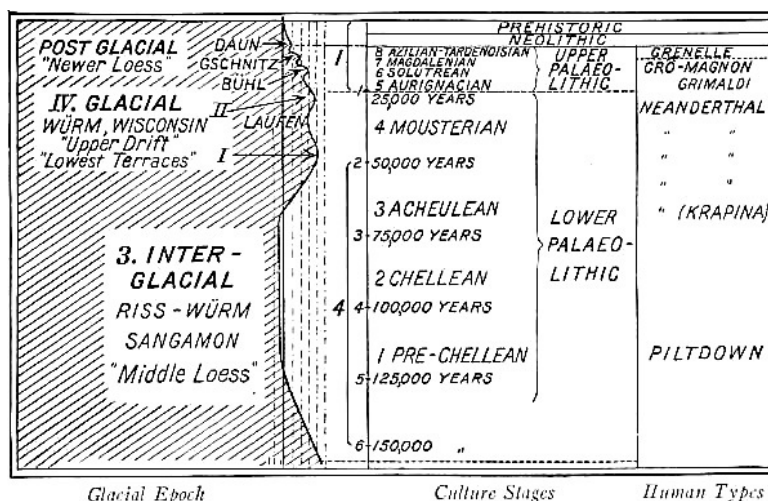 POST GLACIAL
"Newer Loess"
DAUN
GSCHNITZ
BÜHL
IV. GLACIAL
WÜRM, WISCONSIN
"Upper Drift"
"Lowest Terraces"
II
LAUFEN
I
3. INTER-
GLACIAL
RISS-WÜRM
SANGAMON
"Middle Loess"
PREHISTORIC
NEOLITHIC
1
8 AZILIAN-TARDENOISIAN
7 MAGDALENIAN
6 SOLUTREAN
5 AURIGNACIAN
UPPER
PALAEO-
LITHIC
1 25,000 YEARS
4 MOUSTERIAN
2 50,000 YEARS
3 ACHEULEAN
3 75,000 YEARS
2 CHELLEAN
4 4 100,000 YEARS
1 PRE-CHELLEAN
5 125,000 YEARS
6 150,000 "
LOWER
PALAEO-
LITHIC
GRENELLE
CRÔ-MAGNON
GRIMALDI
NEANDERTHAL
" "
" "
" "
" (KRAPINA)
PILTDOWN
Glacial Epoch
Culture Stages
Human Types